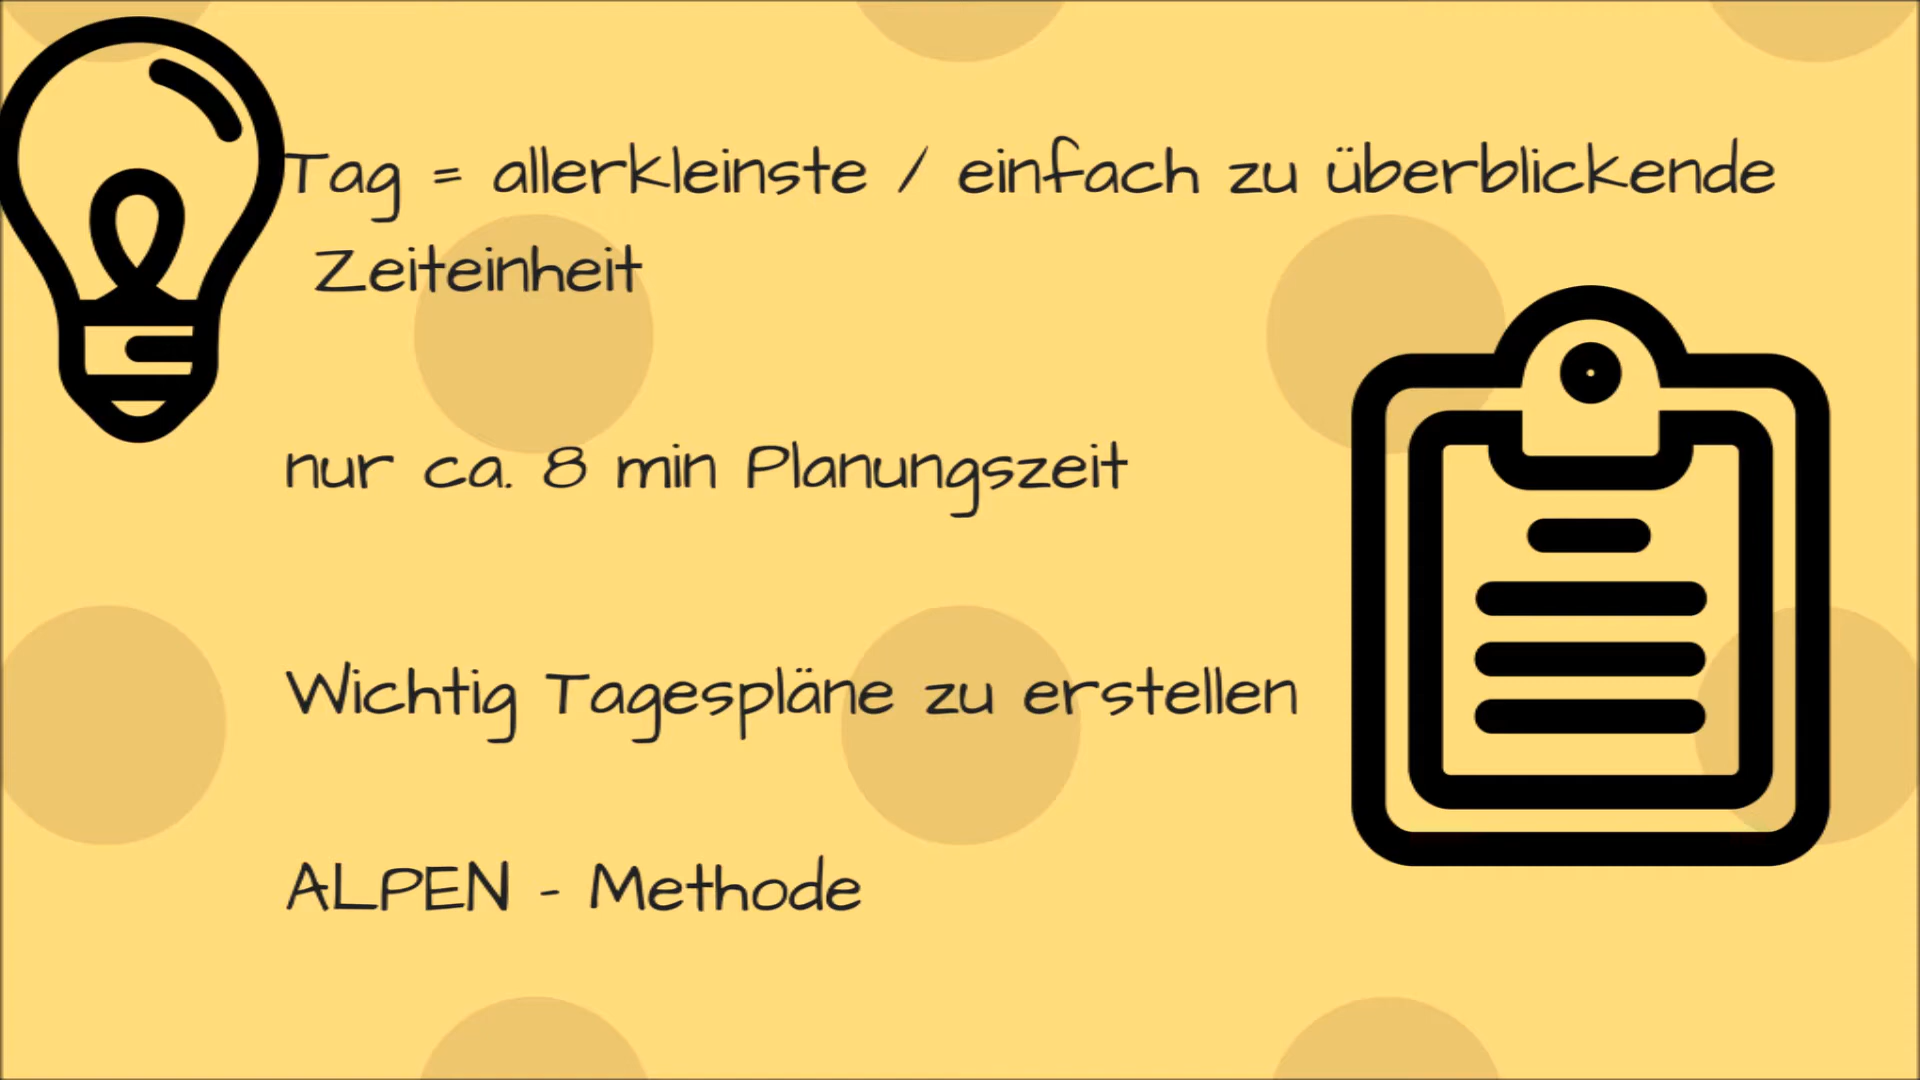 Tag = allerkleinste / einfach zu überblickende
Zeiteinheit
nur ca. 8 min Planungszeit
Wichtig Tagespläne zu erstellen
ALPEN - Methode